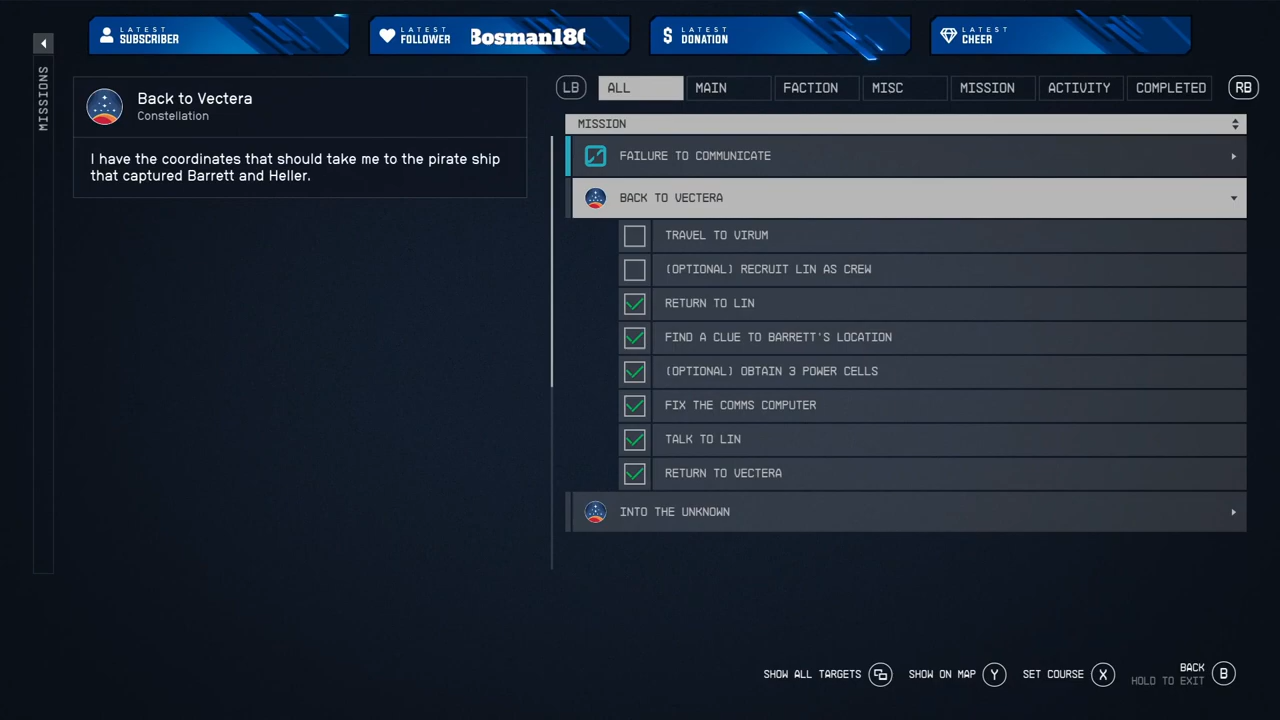 LATEST
SUBSCRIBER
LATEST
FOLLOWER
Bosman180
LATEST
DONATION
LATEST
CHEER
MISSIONS
Back to Vectera
Constellation
I have the coordinates that should take me to the pirate ship
that captured Barrett and Heller.
LB
ALL
MAIN
FACTION
MISC
MISSION
ACTIVITY
COMPLETED
RB
MISSION
FAILURE TO COMMUNICATE
BACK TO VECTERA
TRAVEL TO VIRUM
(OPTIONAL) RECRUIT LIN AS CREW
RETURN TO LIN
FIND A CLUE TO BARRETT'S LOCATION
(OPTIONAL) OBTAIN 3 POWER CELLS
FIX THE COMMS COMPUTER
TALK TO LIN
RETURN TO VECTERA
INTO THE UNKNOWN
SHOW ALL TARGETS
SHOW ON MAP Y
SET COURSE X
BACK
HOLD TO EXIT
B